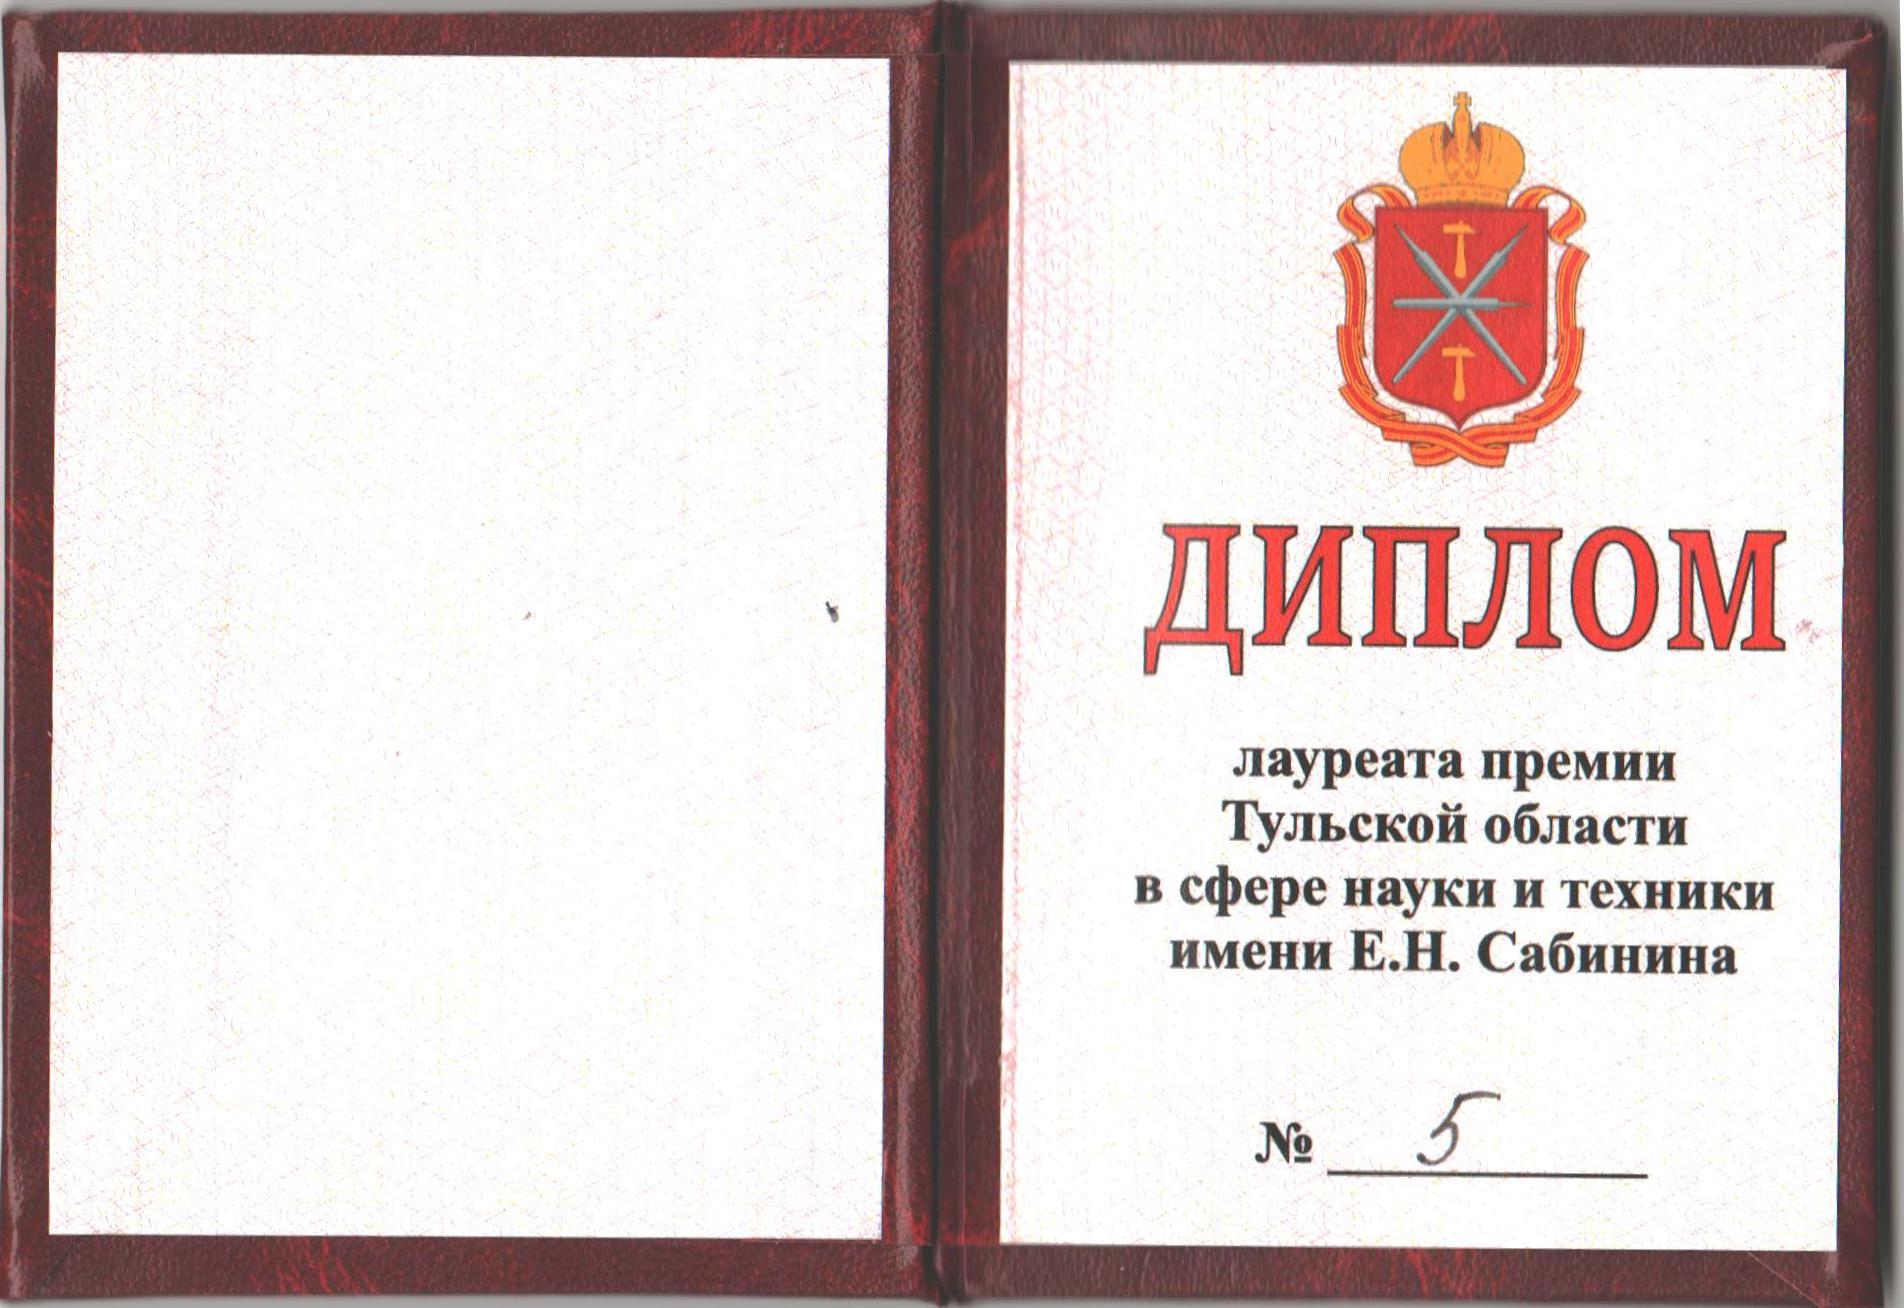 ДИПЛОМ
лауреата премии
Тульской области
в сфере науки и техники
имени Е.Н. Сабинина
№ 5